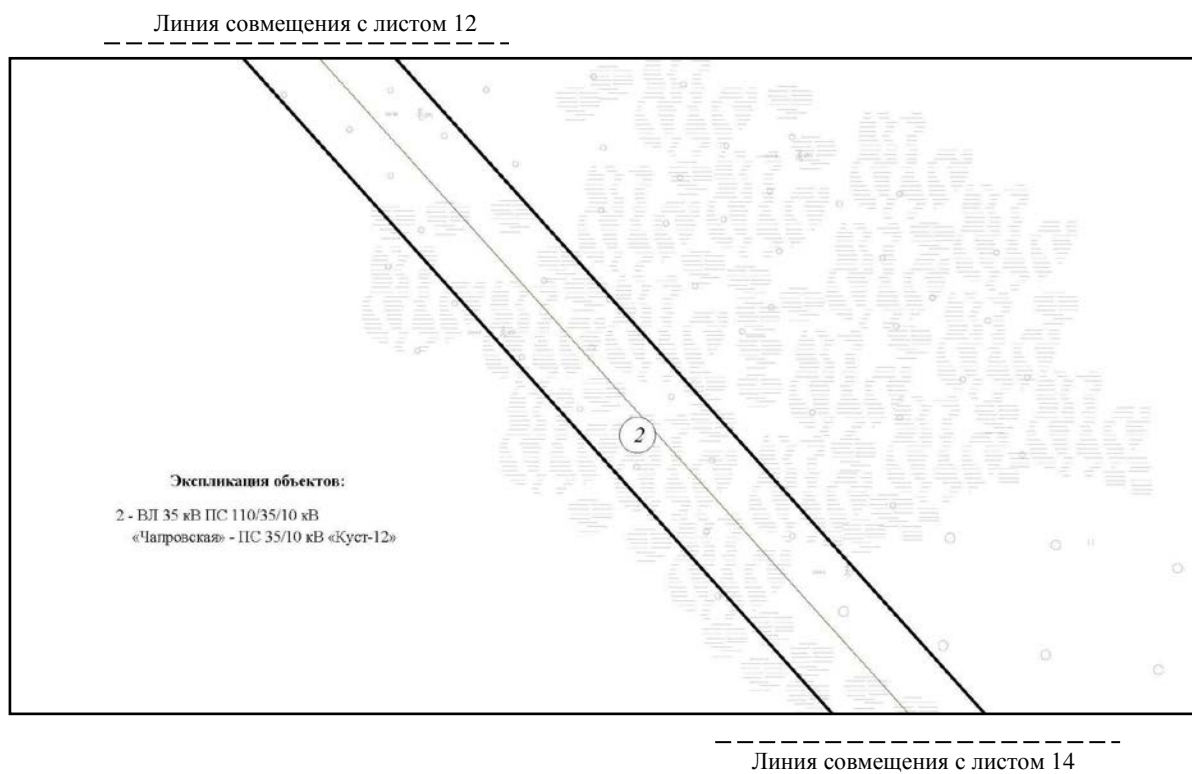 Линия совмещения с листом 12
2
Экспликация объектов:
2 ВЛ кВ ПС 110/35/10 кВ
«Чапровская» - ПС 35/10 кВ «Куст-12»
Линия совмещения с листом 14